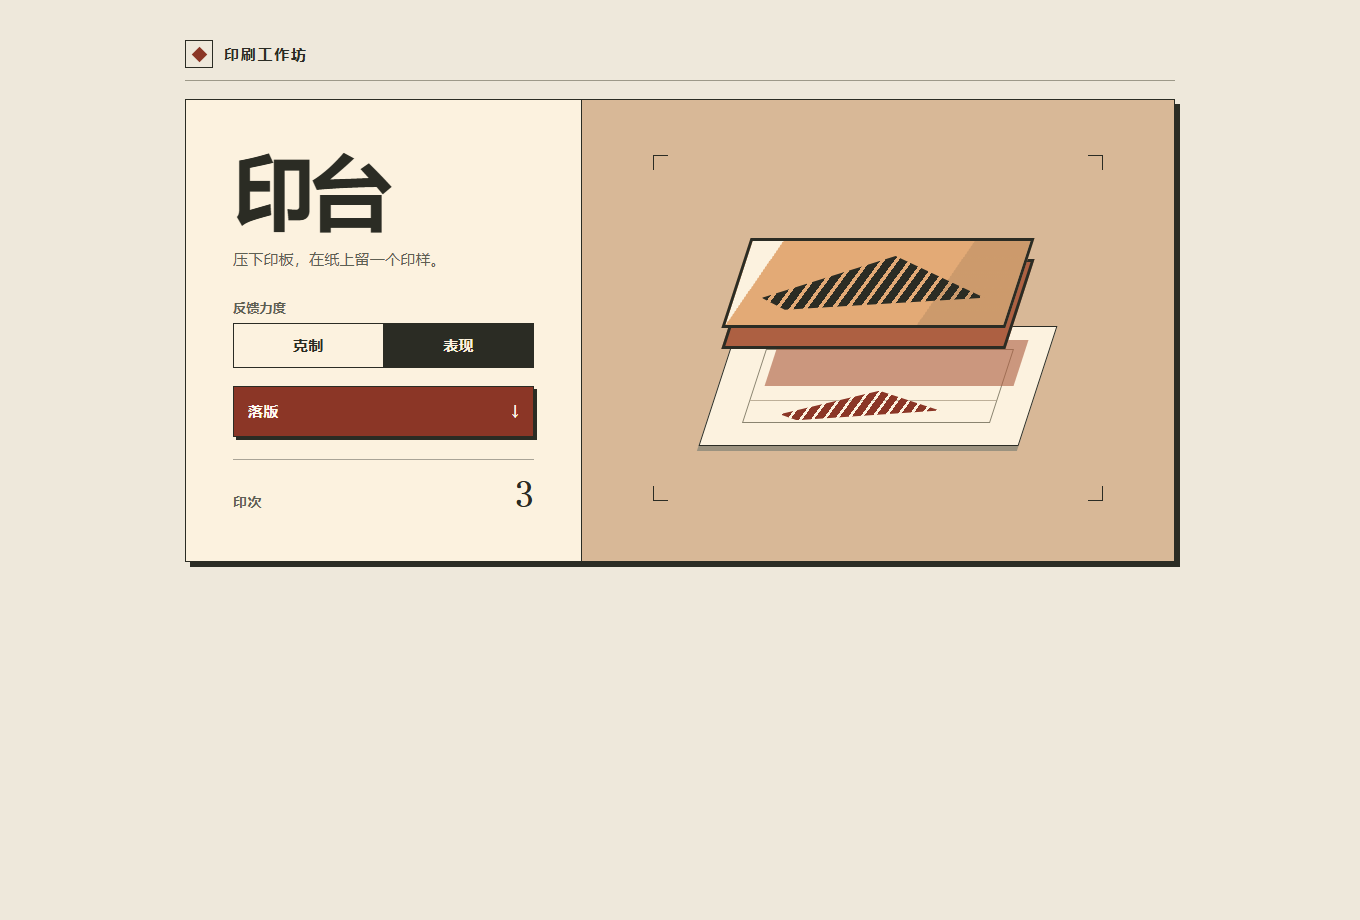 印刷工作坊
印台
压下印板，在纸上留一个印样。
反馈力度
克制 表现
落版 ↓
印次 3